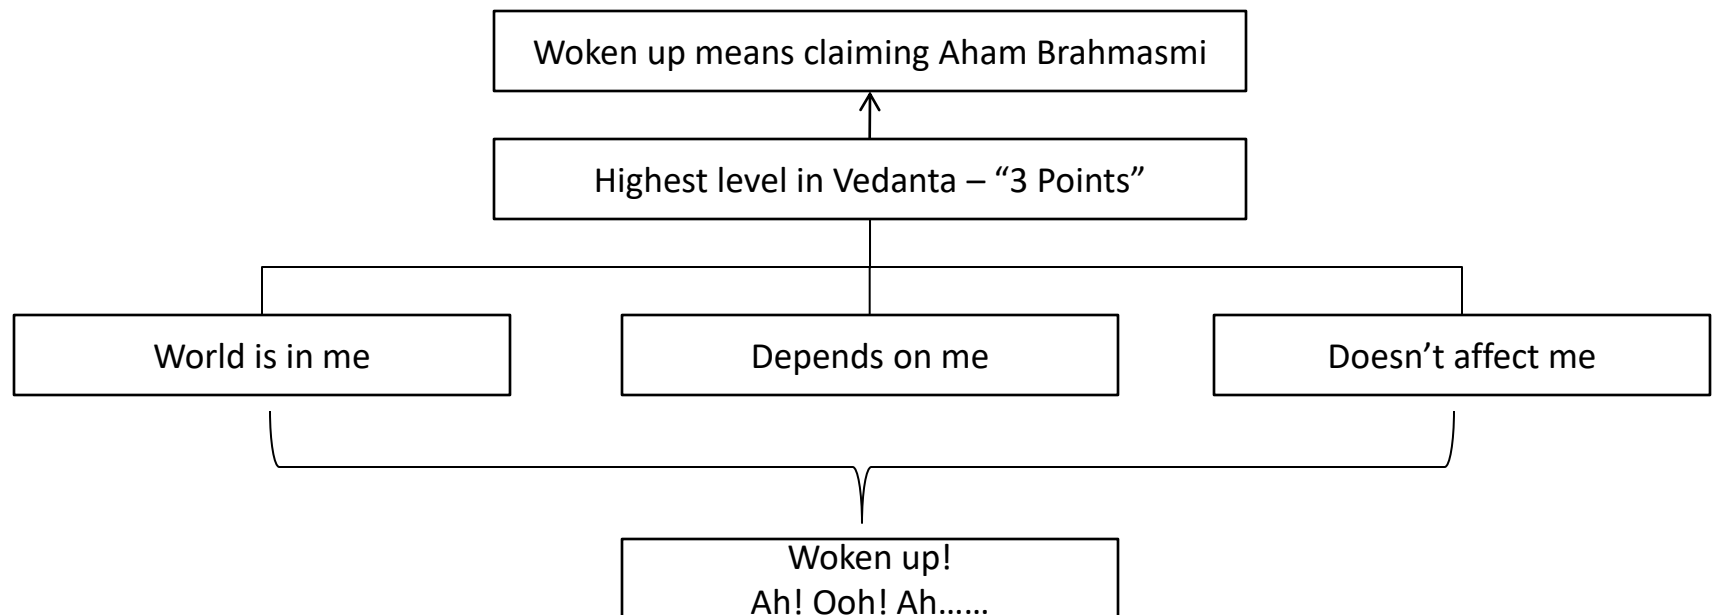 Woken up means claiming Aham Brahmasmi
Highest level in Vedanta – “3 Points”
World is in me
Depends on me
Doesn’t affect me
Woken up!
Ah! Ooh! Ah……